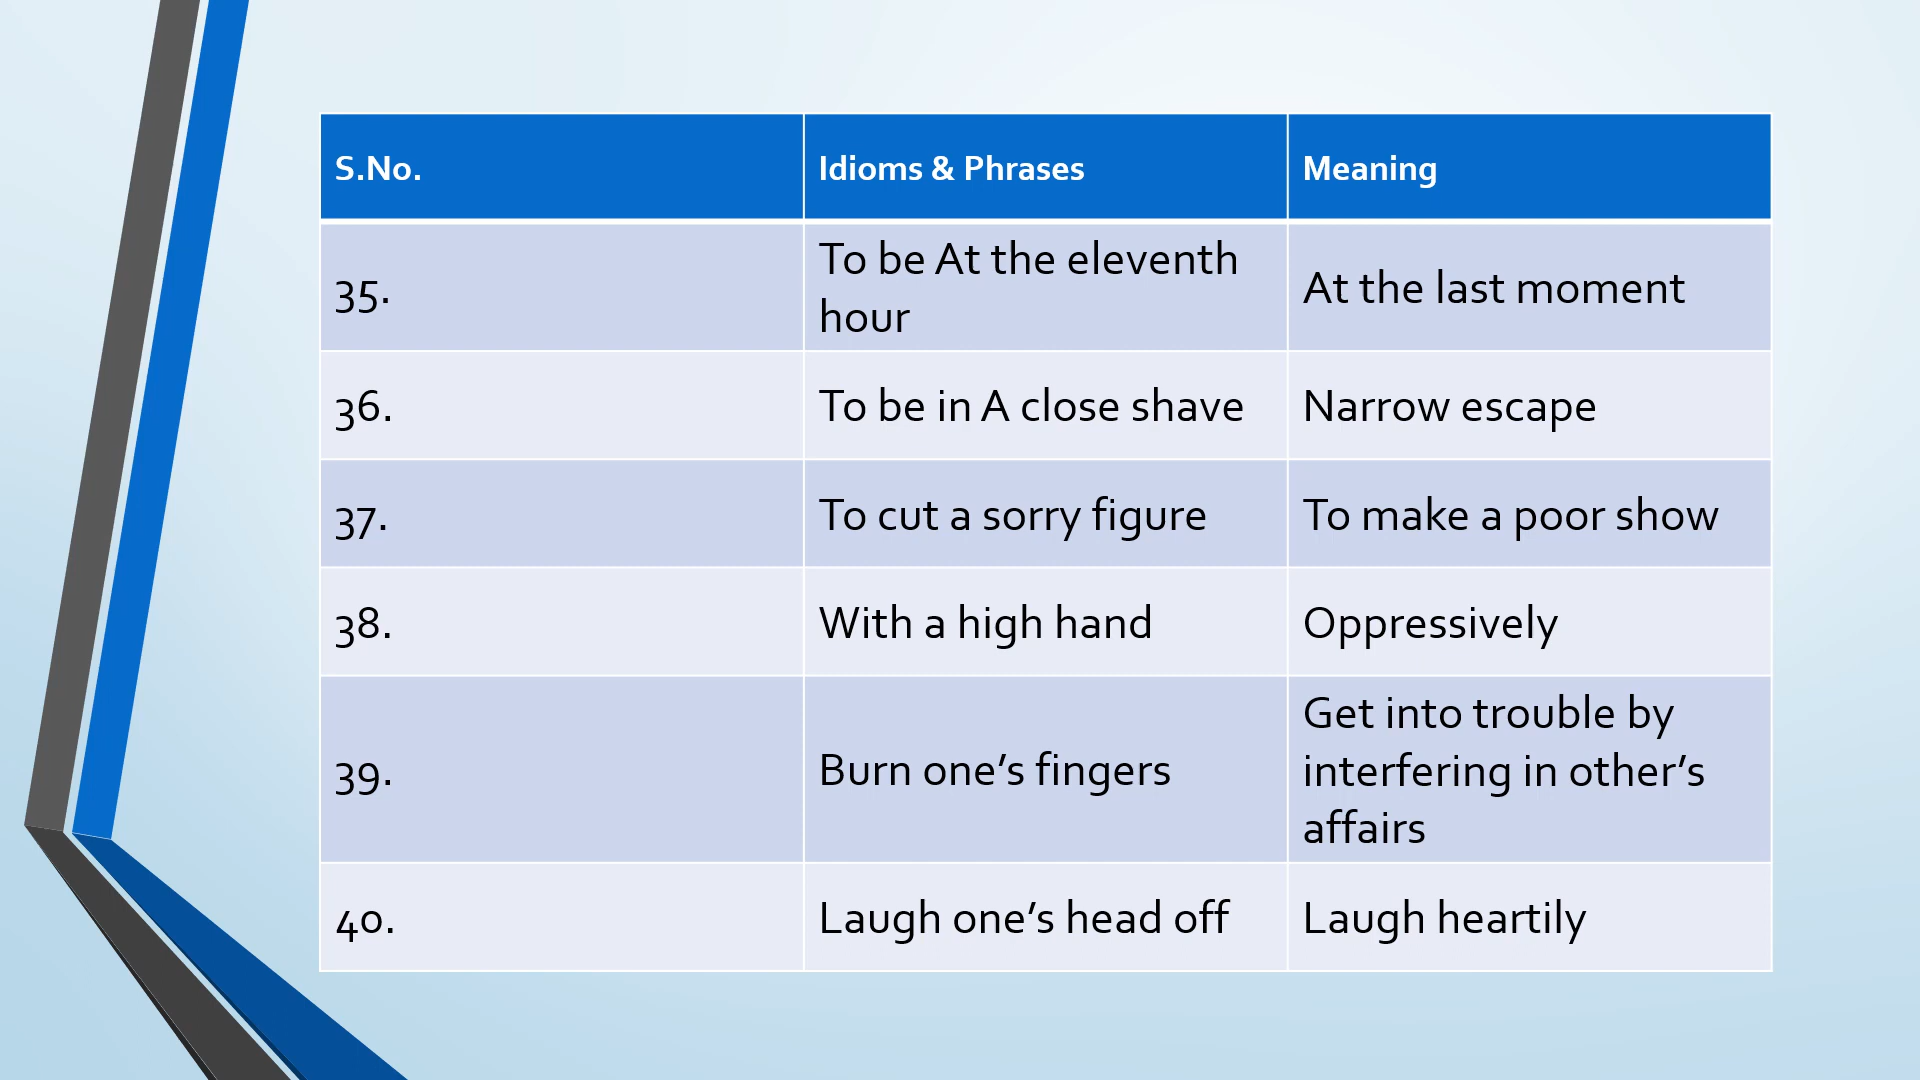 S.No. Idioms & Phrases Meaning
35. To be At the eleventh
hour At the last moment
36. To be in A close shave Narrow escape
37. To cut a sorry figure To make a poor show
38. With a high hand Oppressively
39. Burn one’s fingers Get into trouble by
interfering in other’s
affairs
40. Laugh one’s head off Laugh heartily